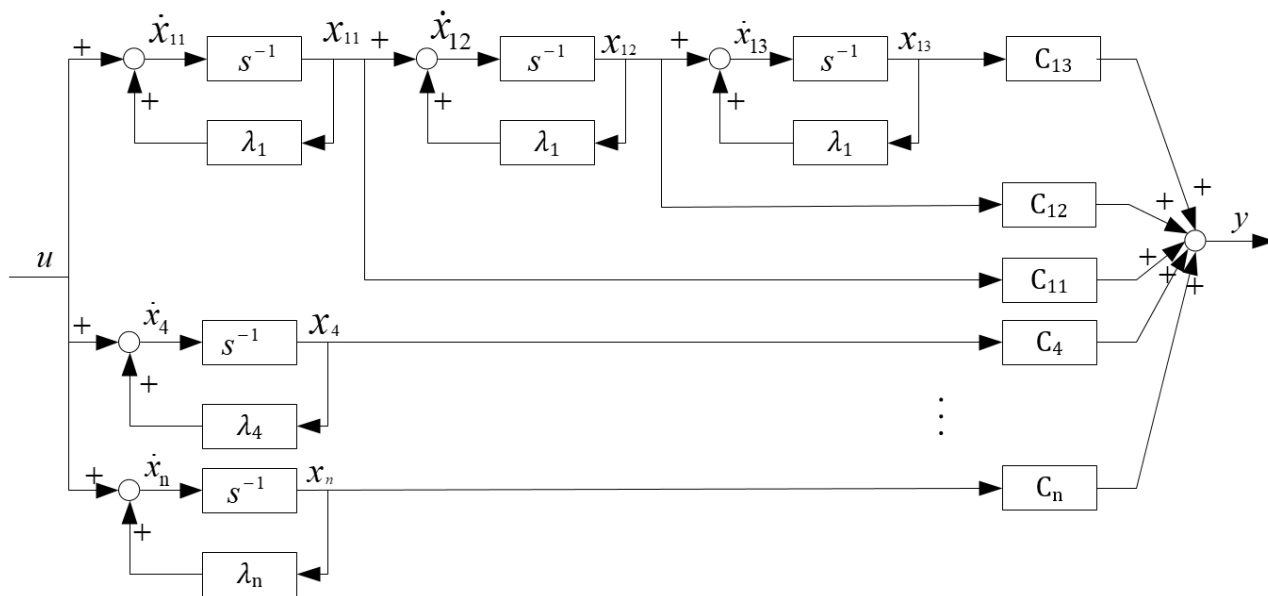 ẋ₁₁ x₁₁ ẋ₁₂ x₁₂ ẋ₁₃ x₁₃
+ s⁻¹ + s⁻¹ + s⁻¹ C₁₃
+ λ₁ + λ₁ + λ₁
C₁₂ + +
u y
C₁₁ + + +
+ ẋ₄ s⁻¹ x₄ C₄
+ λ₄ ⋮
+ ẋₙ s⁻¹ xₙ Cₙ
+ λₙ